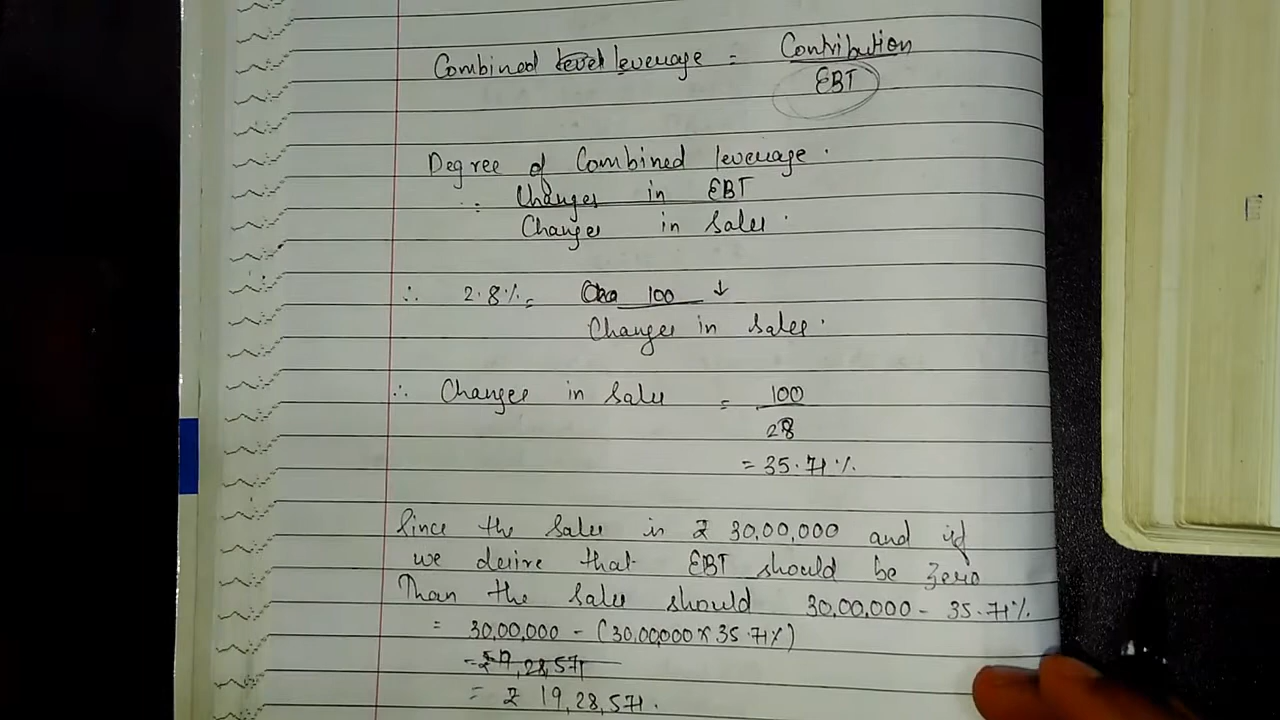 Combined level leverage = Contribution
EBT
Degree of Combined leverage.
= Changes in EBT
Changes in Sales.
∴ 2.8%= Cha 100 ↓
Changes in Sales.
∴ Changes in Sales = 100
28
= 35.71%.
Since the Sales is ₹ 30,00,000 and if
we desire that EBT should be zero
Than the Sales should 30,00,000 - 35.71%.
= 30,00,000 - (30,00,000 x 35.71%)
= ₹ 19,28,571.